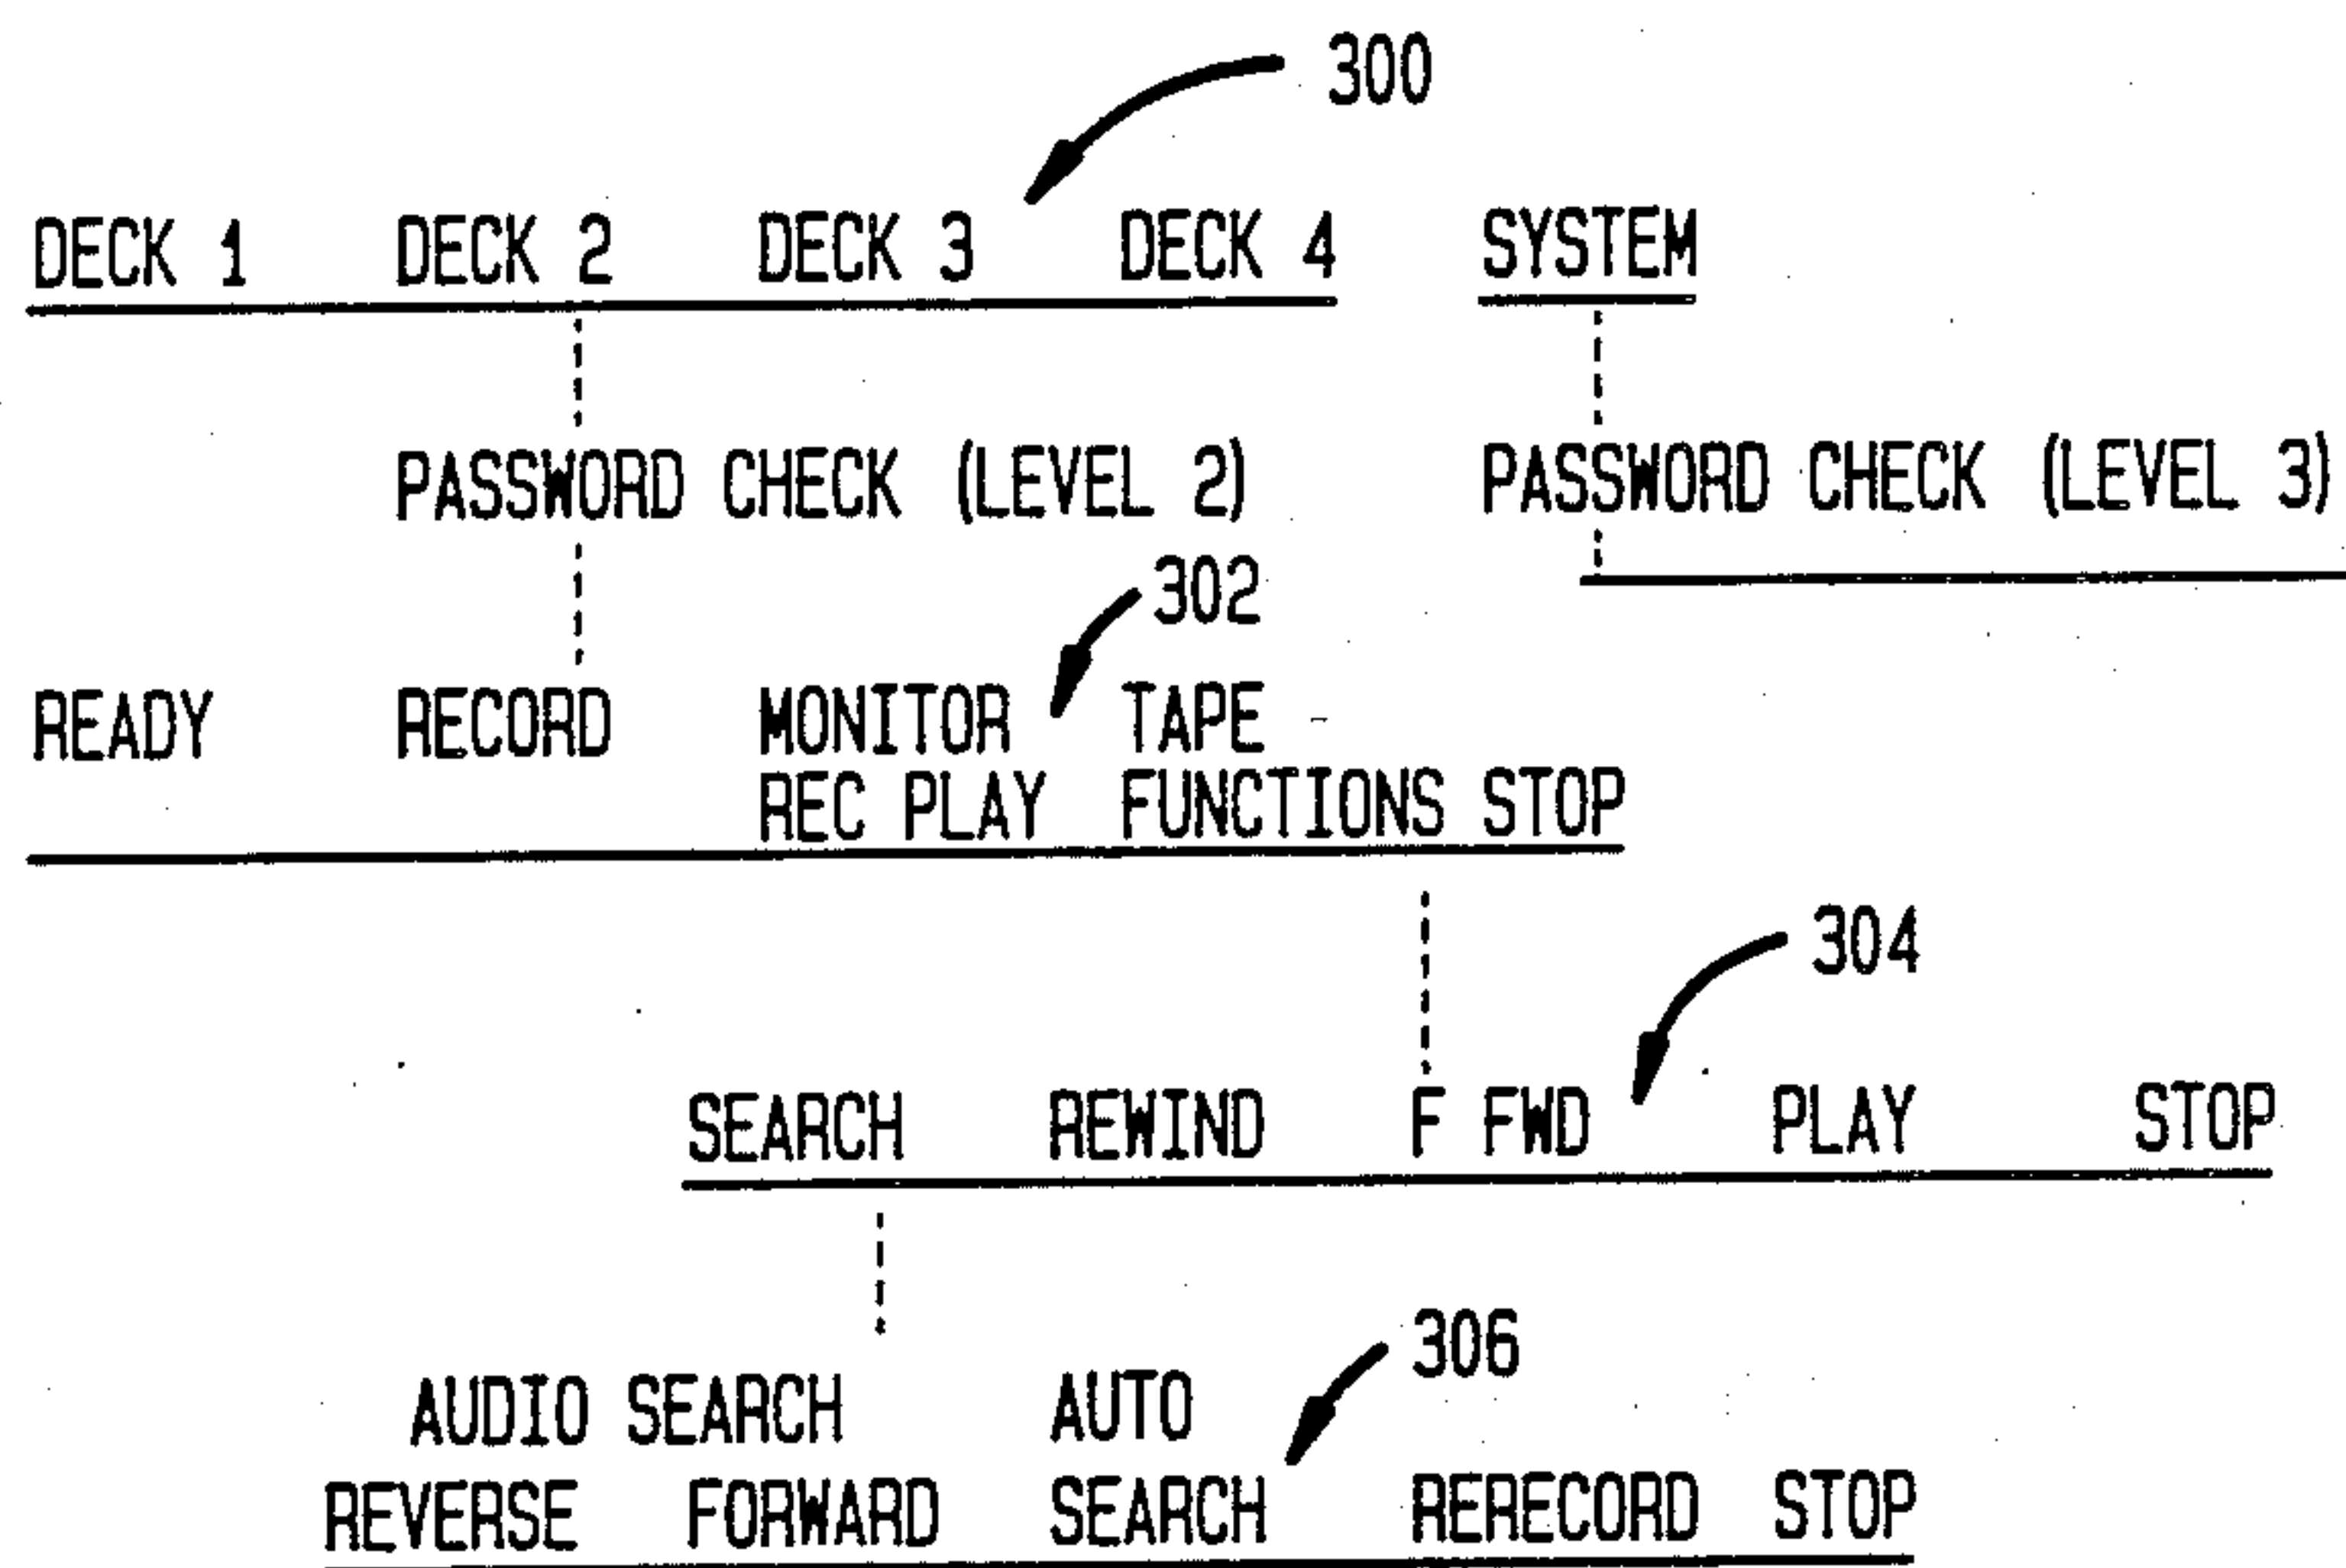 300
DECK 1 DECK 2 DECK 3 DECK 4 SYSTEM
PASSWORD CHECK (LEVEL 2) PASSWORD CHECK (LEVEL 3)
302
READY RECORD MONITOR TAPE
REC PLAY FUNCTIONS STOP
304
SEARCH REWIND F FWD PLAY STOP
306
AUDIO SEARCH AUTO
REVERSE FORWARD SEARCH RERECORD STOP